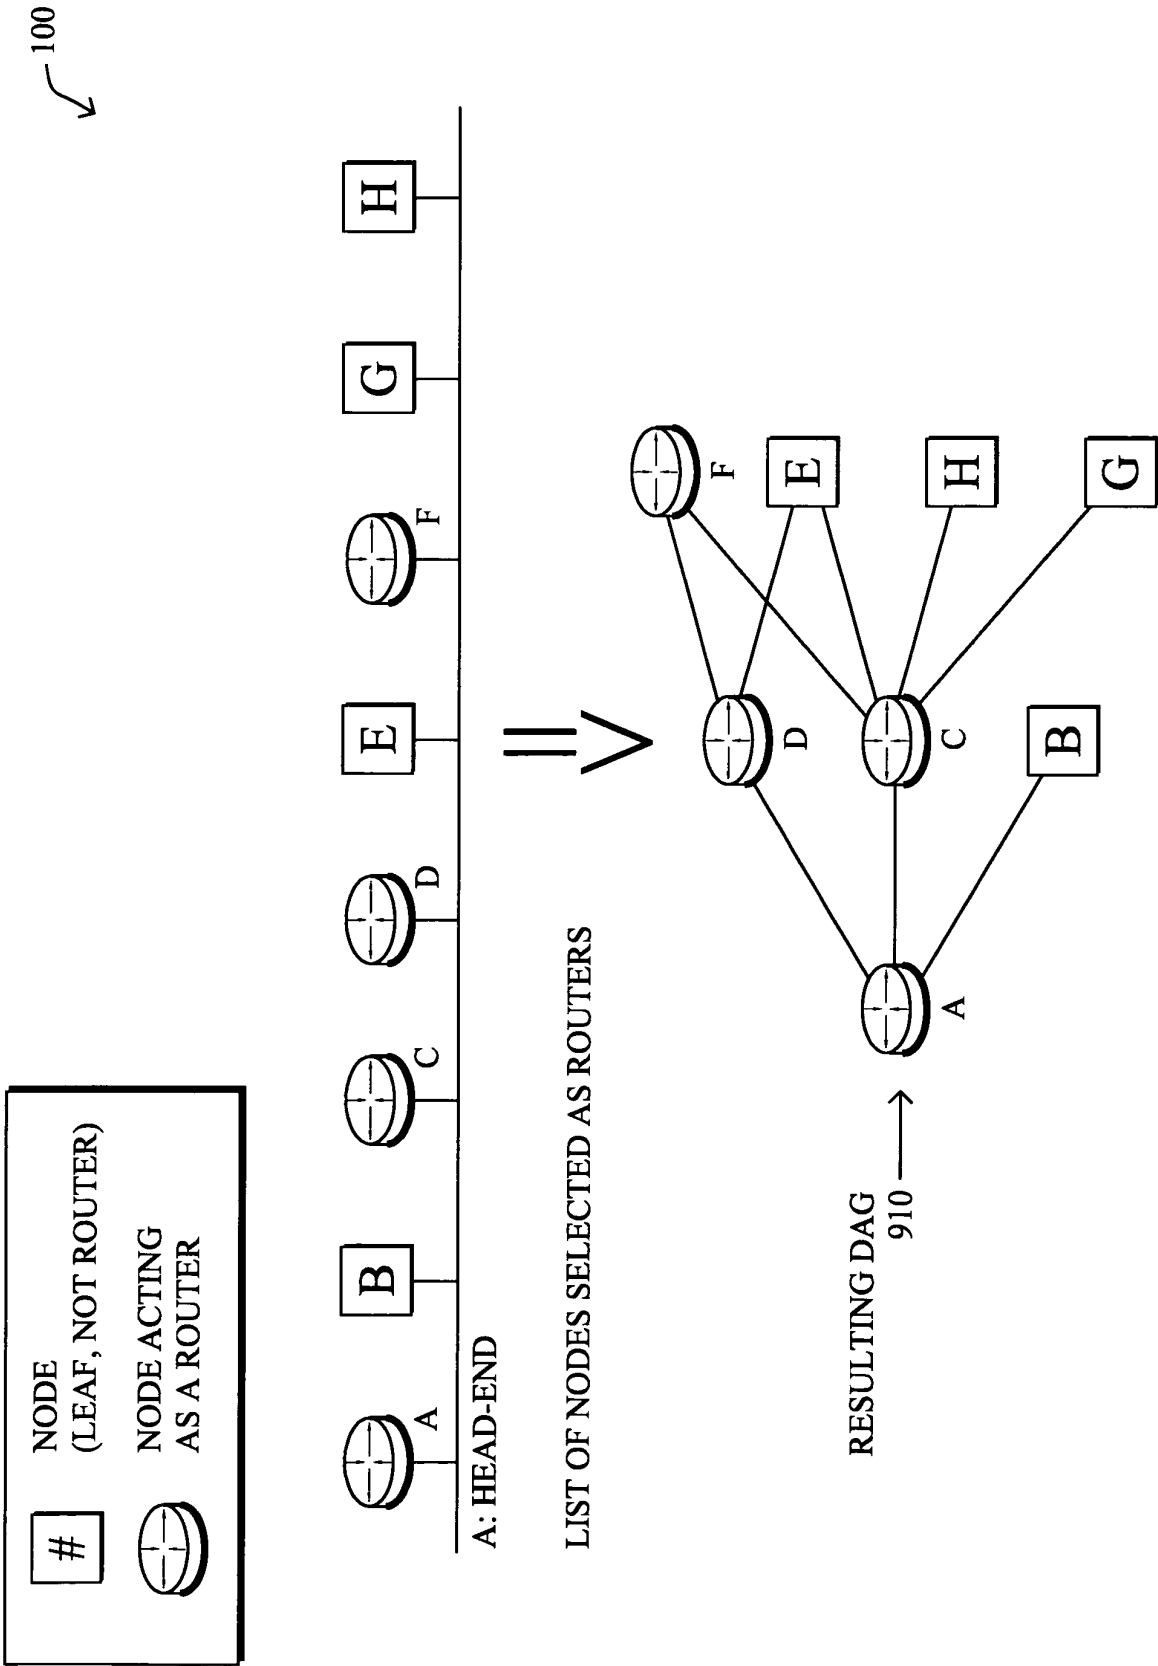 100
#
NODE
(LEAF, NOT ROUTER)
NODE ACTING
AS A ROUTER
A
B
C
D
E
F
G
H
A: HEAD-END
LIST OF NODES SELECTED AS ROUTERS
RESULTING DAG
910
A
D
C
B
F
E
H
G